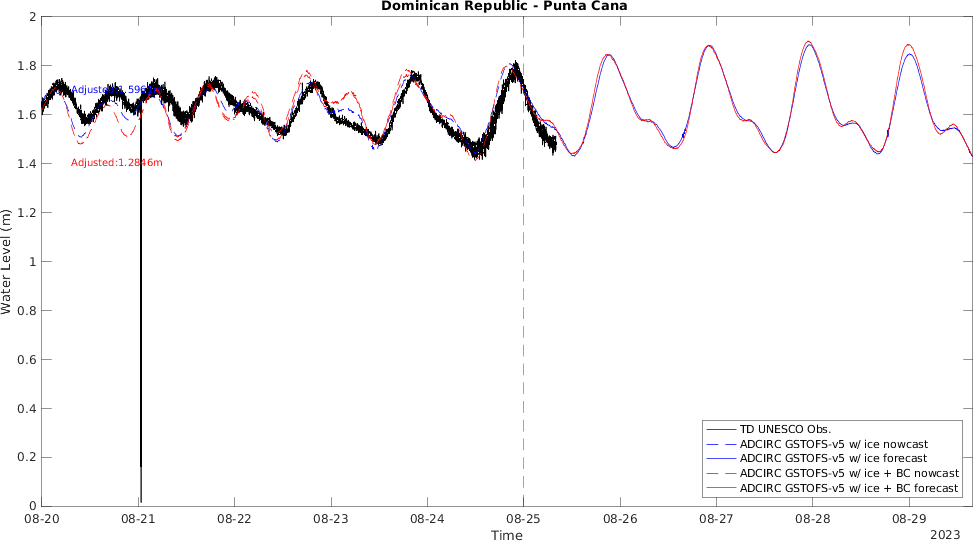 Dominican Republic - Punta Cana
Water Level (m)
2
1.8
1.6
1.4
1.2
1
0.8
0.6
0.4
0.2
0
Adjusted:1.2846m
TD UNESCO Obs.
ADCIRC GSTOFS-v5 w/ ice nowcast
ADCIRC GSTOFS-v5 w/ ice forecast
ADCIRC GSTOFS-v5 w/ ice + BC nowcast
ADCIRC GSTOFS-v5 w/ ice + BC forecast
08-20 08-21 08-22 08-23 08-24 08-25 08-26 08-27 08-28 08-29
Time
2023